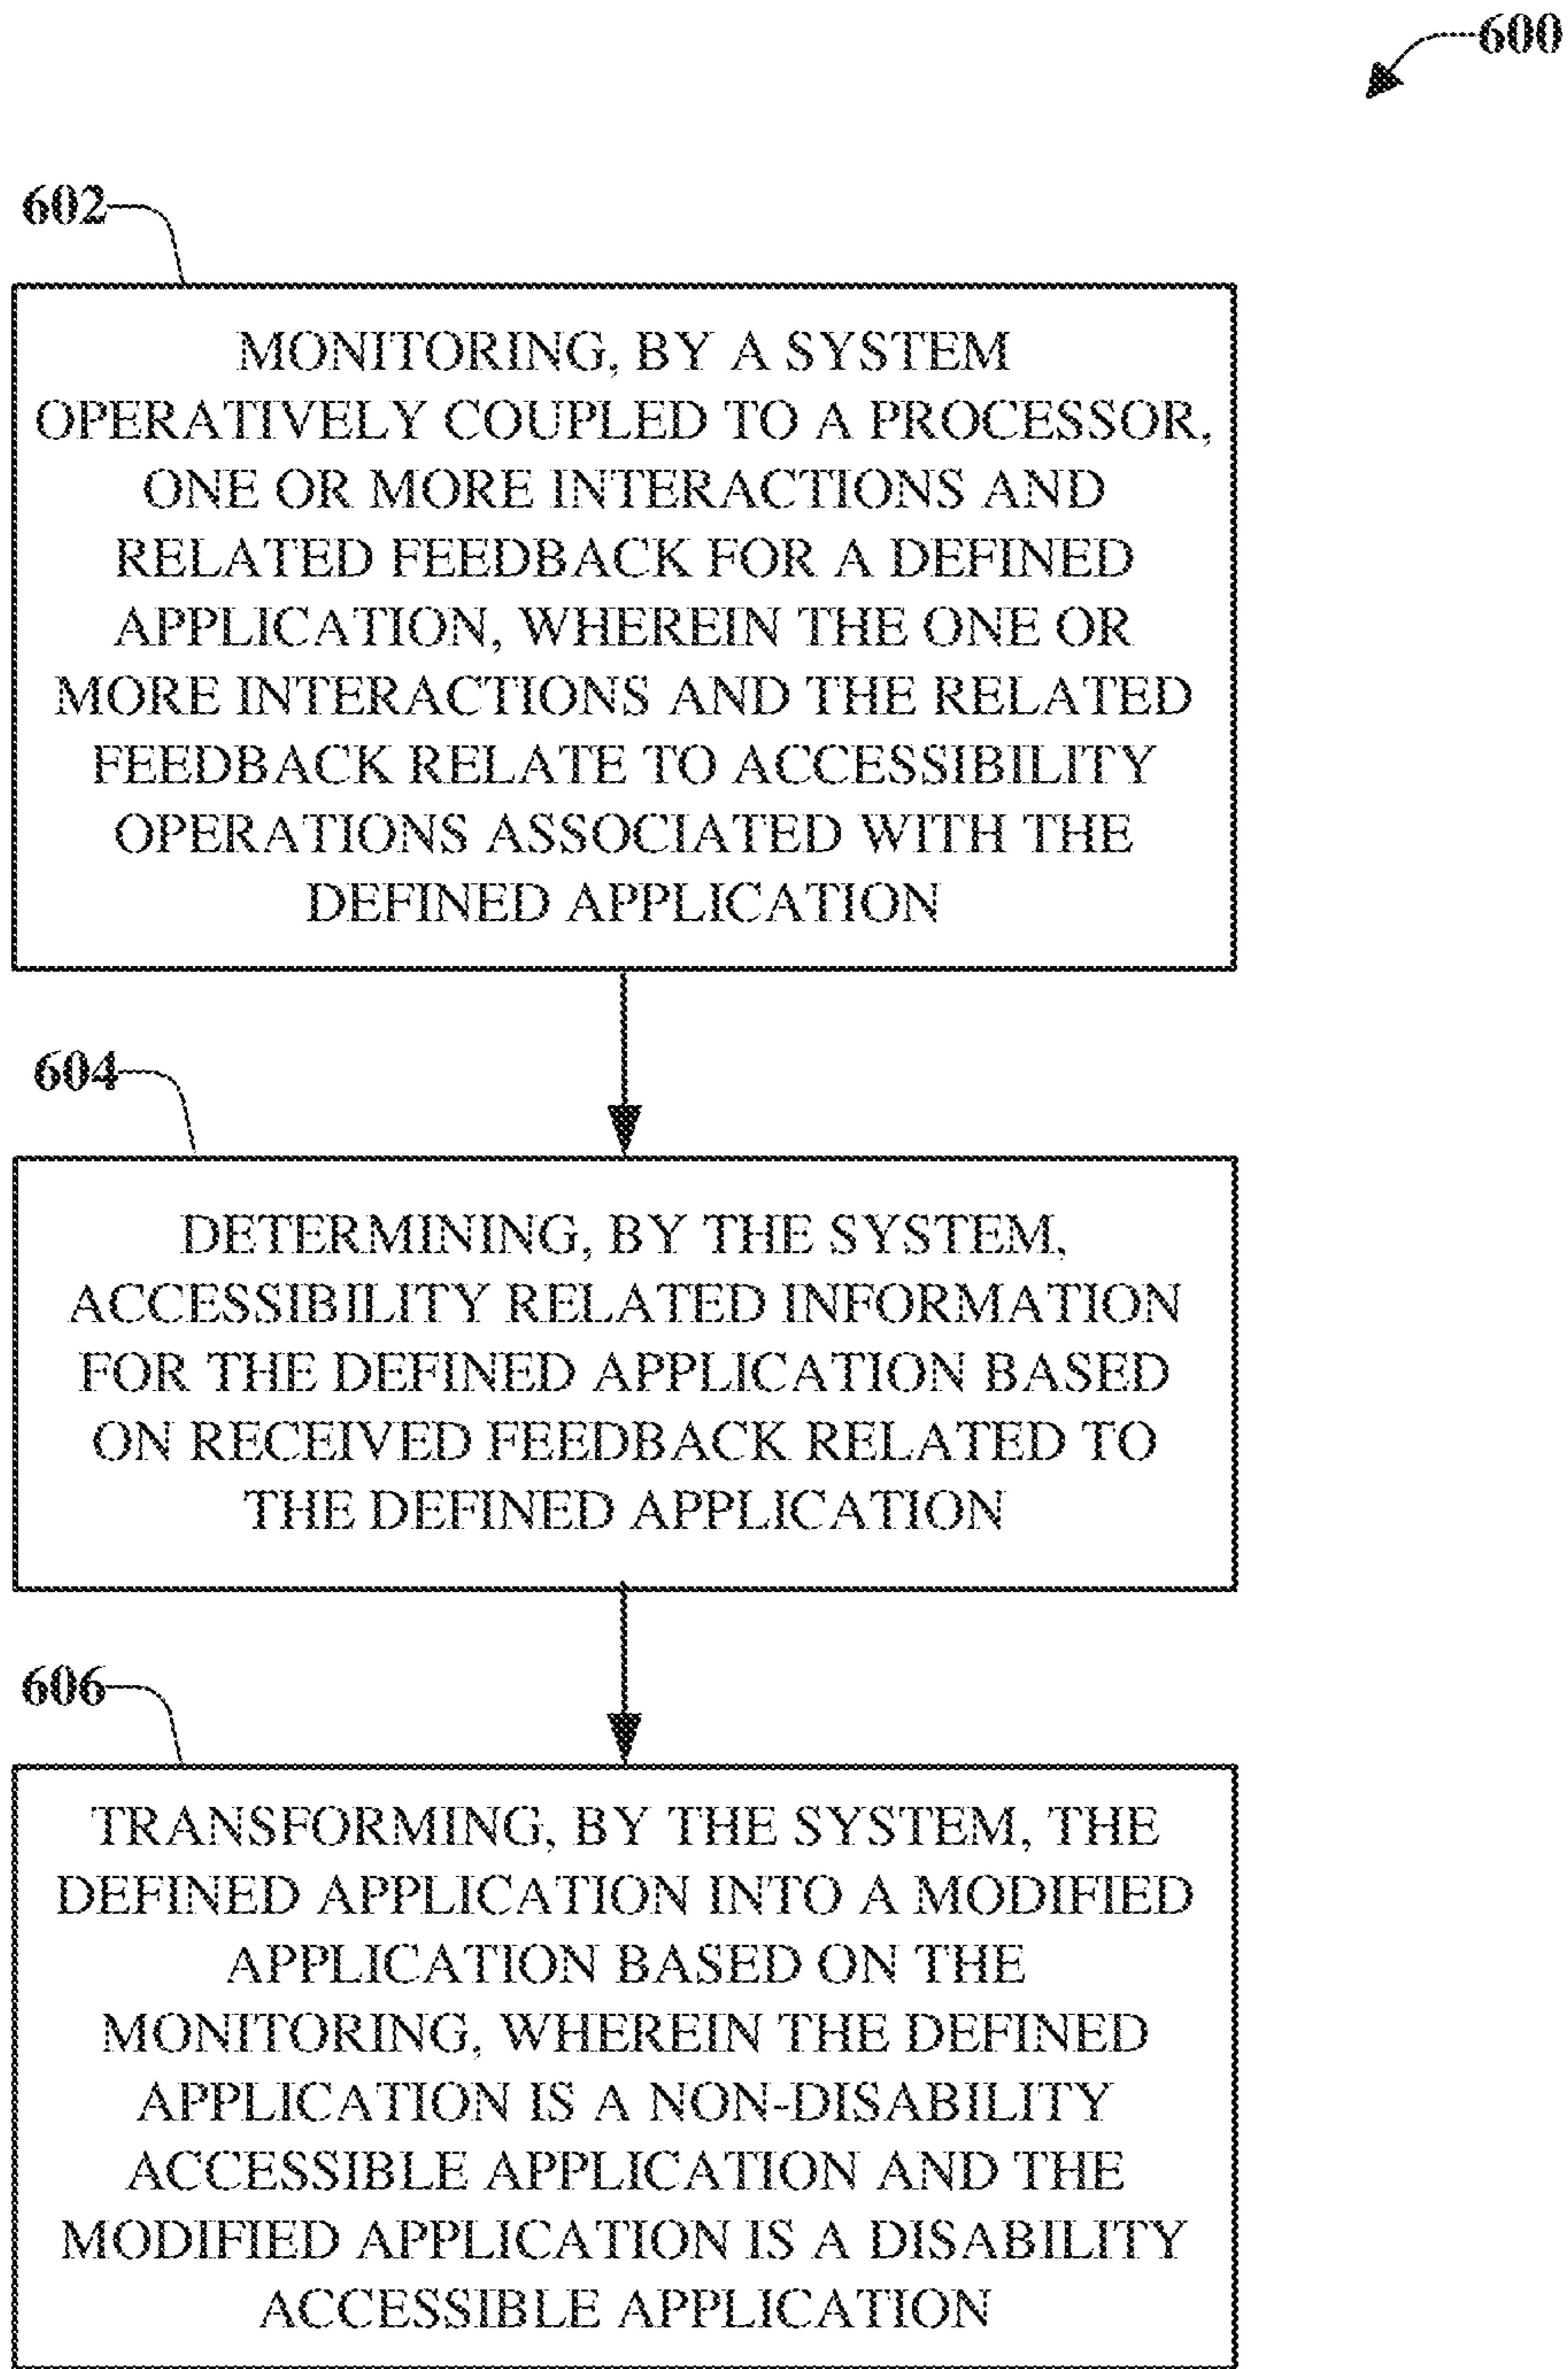 600
602
MONITORING, BY A SYSTEM
OPERATIVELY COUPLED TO A PROCESSOR,
ONE OR MORE INTERACTIONS AND
RELATED FEEDBACK FOR A DEFINED
APPLICATION, WHEREIN THE ONE OR
MORE INTERACTIONS AND THE RELATED
FEEDBACK RELATE TO ACCESSIBILITY
OPERATIONS ASSOCIATED WITH THE
DEFINED APPLICATION
604
DETERMINING, BY THE SYSTEM,
ACCESSIBILITY RELATED INFORMATION
FOR THE DEFINED APPLICATION BASED
ON RECEIVED FEEDBACK RELATED TO
THE DEFINED APPLICATION
606
TRANSFORMING, BY THE SYSTEM, THE
DEFINED APPLICATION INTO A MODIFIED
APPLICATION BASED ON THE
MONITORING, WHEREIN THE DEFINED
APPLICATION IS A NON-DISABILITY
ACCESSIBLE APPLICATION AND THE
MODIFIED APPLICATION IS A DISABILITY
ACCESSIBLE APPLICATION